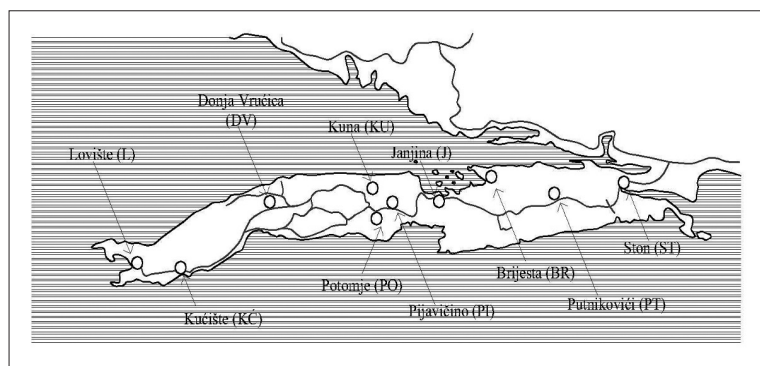 Donja Vrućica
(DV)
Kuna (KU)
Janjina (J)
Lovište (L)
Ston (ST)
Brijesta (BR)
Potomje (PO)
Putnikovići (PT)
Pijavičino (PI)
Kućište (KĆ)